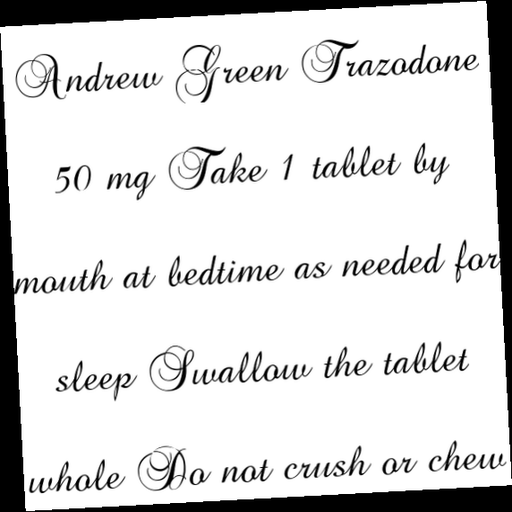 Andrew Green Trazodone
50 mg Take 1 tablet by
mouth at bedtime as needed for
sleep Swallow the tablet
whole Do not crush or chew